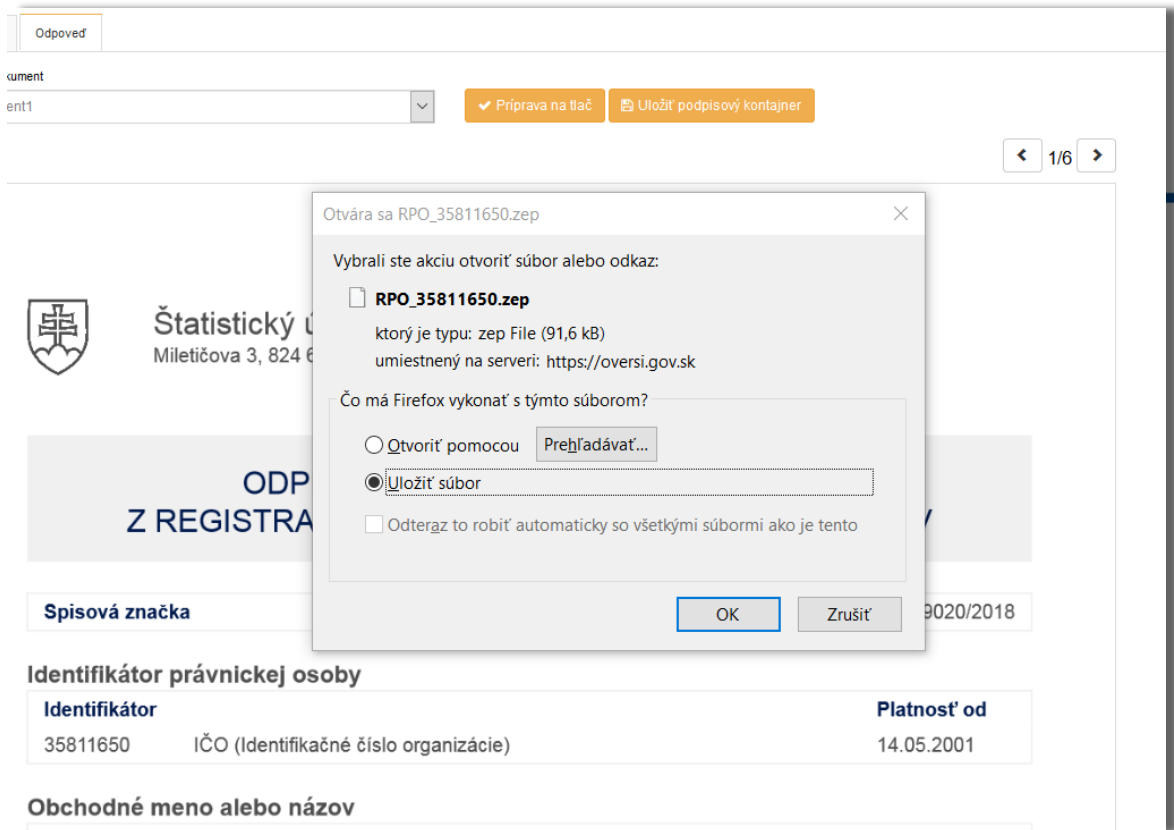 Odpoveď
kument
ent1
Príprava na tlač
Uložiť podpisový kontajner
1/6
Otvára sa RPO_35811650.zep
Vybrali ste akciu otvoriť súbor alebo odkaz:
RPO_35811650.zep
ktorý je typu: zep File (91,6 kB)
umiestnený na serveri: https://oversi.gov.sk
Čo má Firefox vykonať s týmto súborom?
Otvoriť pomocou
Prehľadávať...
Uložiť súbor
Odteraz to robiť automaticky so všetkými súbormi ako je tento
OK
Zrušiť
Štatistický ú
Miletičova 3, 824 6
ODP
Z REGISTRA
Spisová značka
9020/2018
Identifikátor právnickej osoby
Identifikátor Platnosť od
35811650 IČO (Identifikačné číslo organizácie) 14.05.2001
Obchodné meno alebo názov